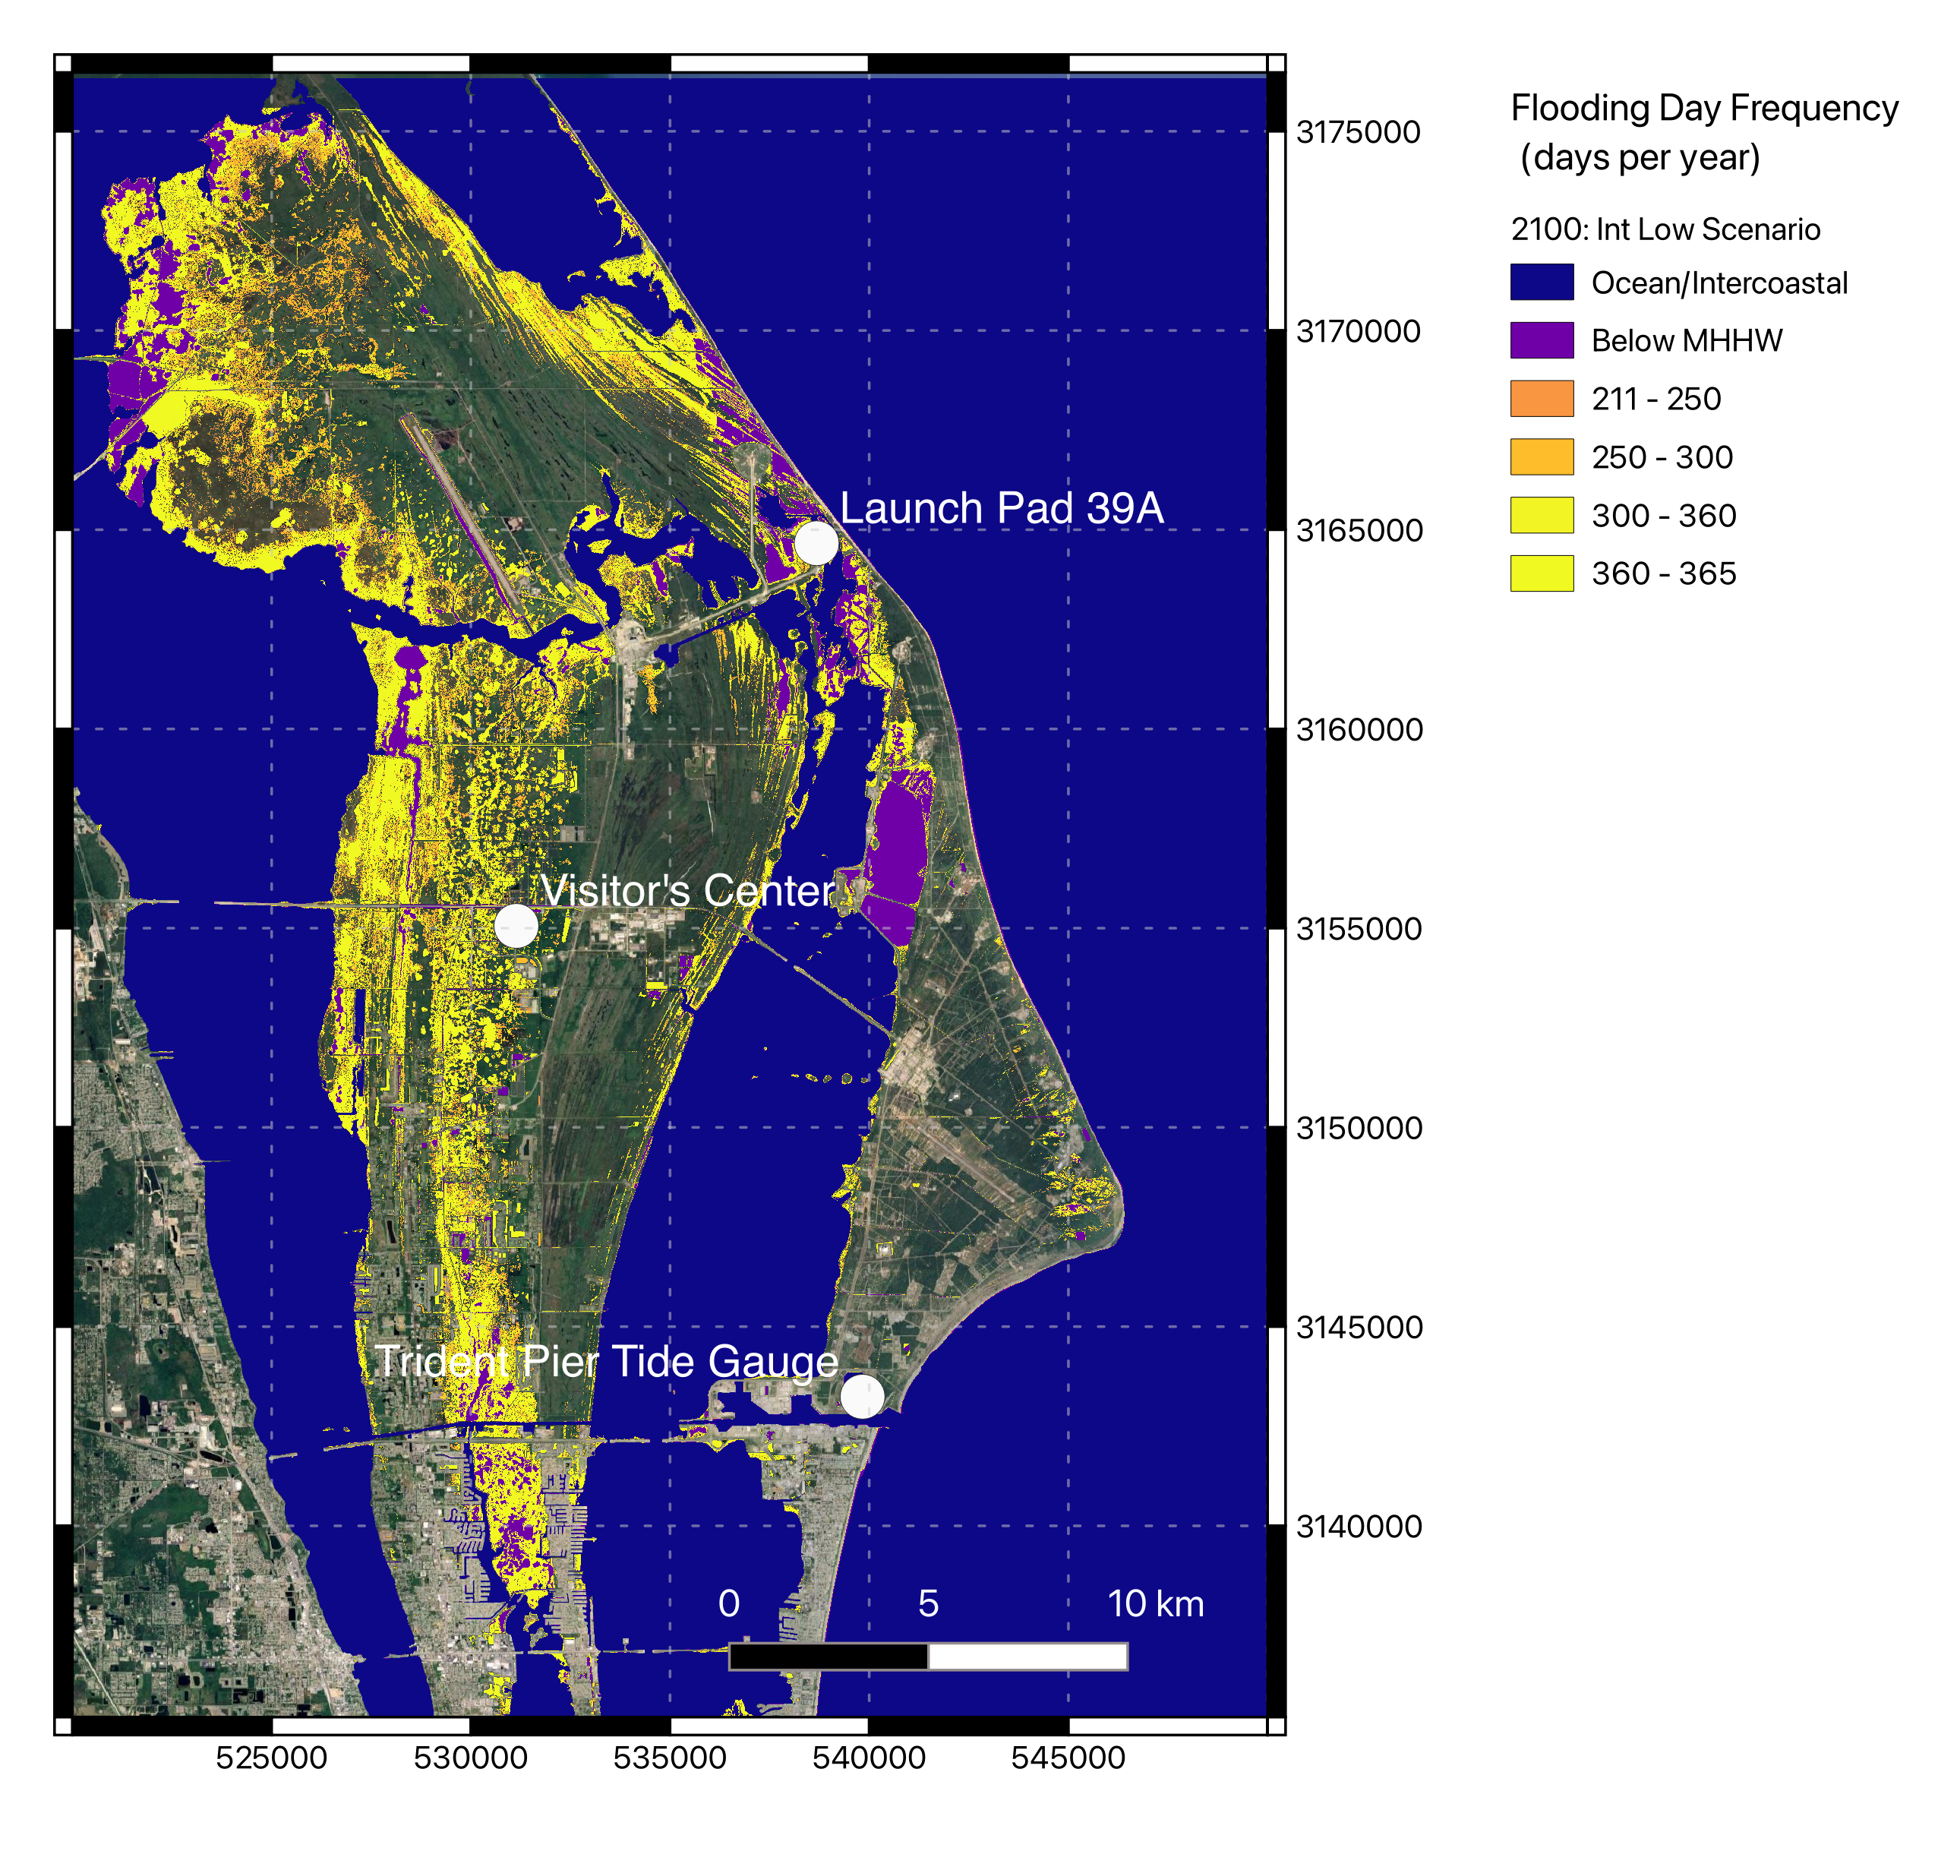 Flooding Day Frequency
(days per year)
2100: Int Low Scenario
Ocean/Intercoastal
Below MHHW
211 - 250
250 - 300
300 - 360
360 - 365
3175000
3170000
Launch Pad 39A
3165000
3160000
Visitor's Center
3155000
3150000
3145000
Trident Pier Tide Gauge
3140000
0 5 10 km
525000 530000 535000 540000 545000